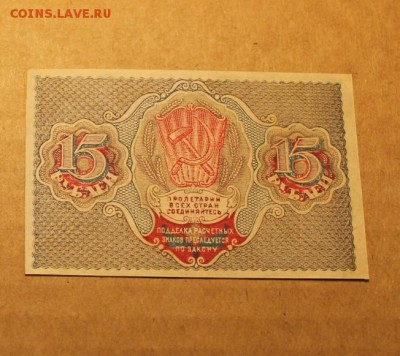 COINS.LAVE.RU
15 15
ПРОЛЕТАРИИ
ВСЕХ СТРАН
СОЕДИНЯЙТЕСЬ
ПОДДЕЛКА РАСЧЕТНЫХ
ЗНАКОВ ПРЕСЛЕДУЕТСЯ
ПО ЗАКОНУ